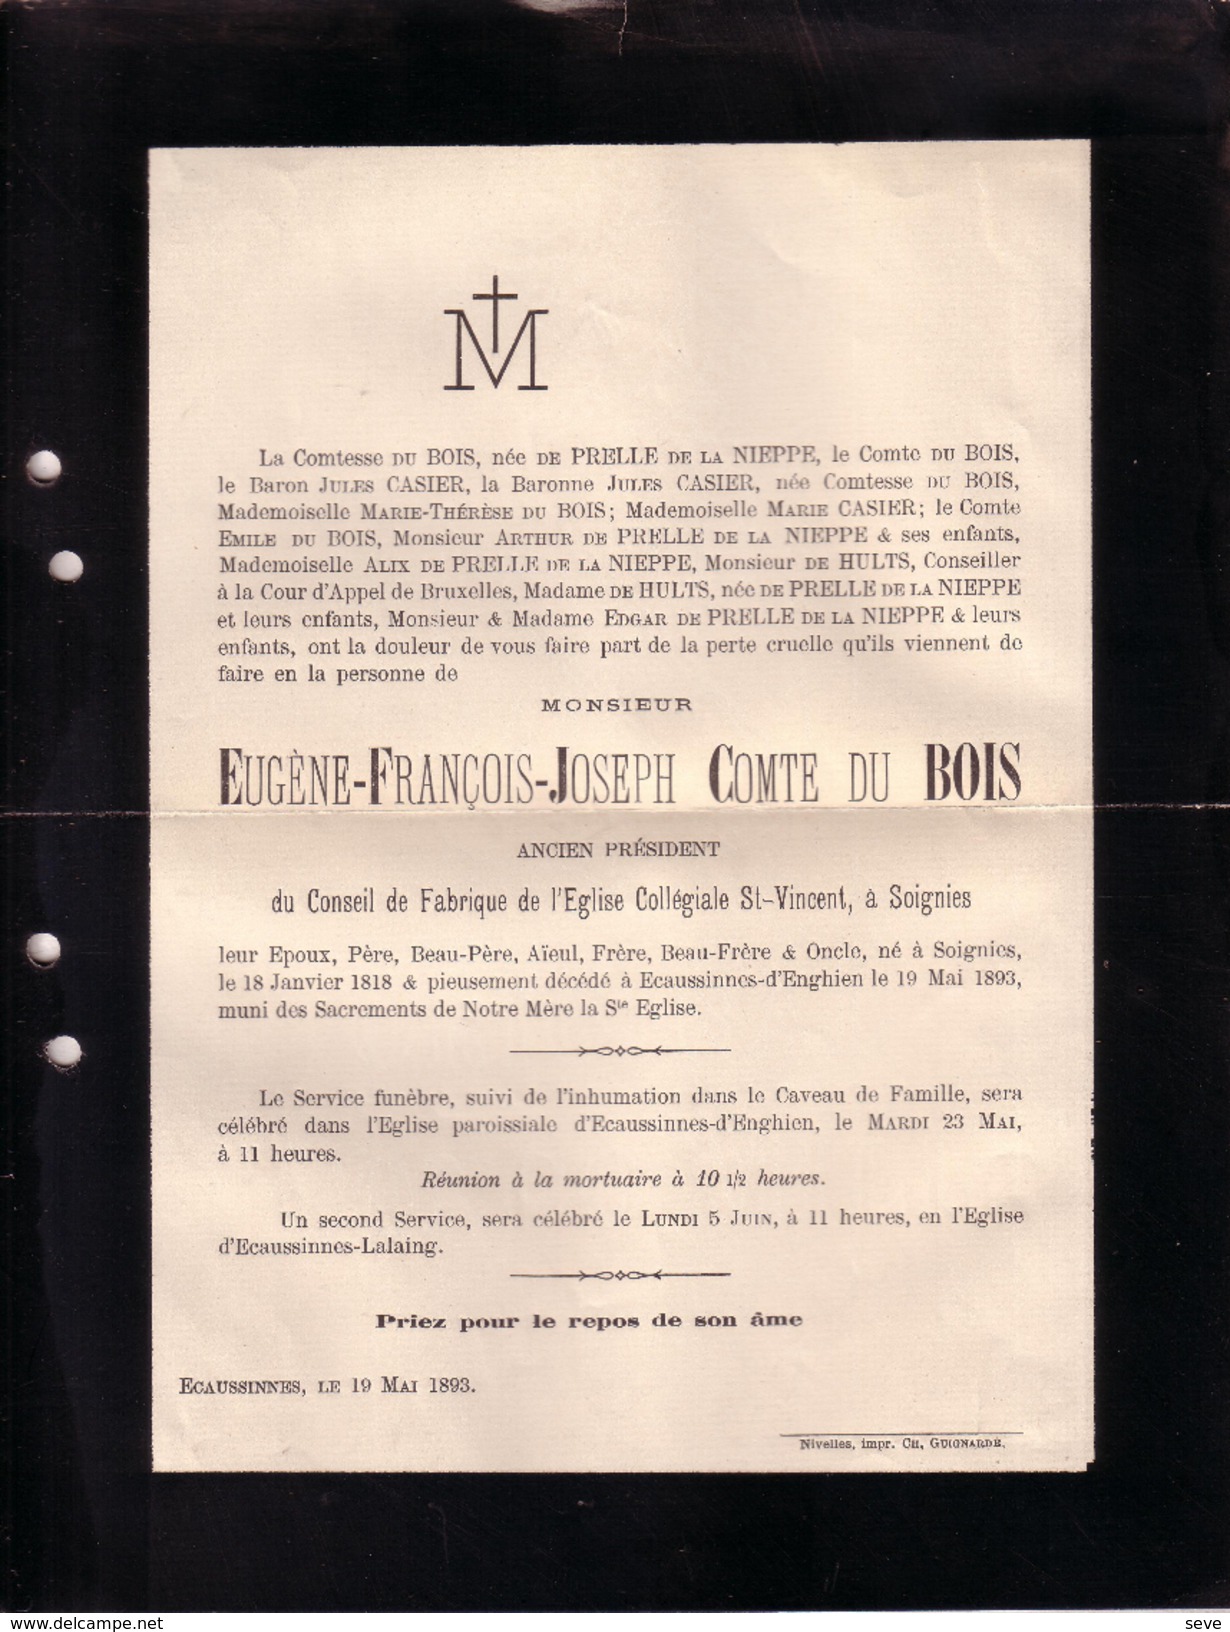 M
La Comtesse DU BOIS, née DE PRELLE DE LA NIEPPE, le Comte DU BOIS,
le Baron JULES CASIER, la Baronne JULES CASIER, née Comtesse DU BOIS,
Mademoiselle MARIE-THÉRÈSE DU BOIS; Mademoiselle MARIE CASIER; le Comte
EMILE DU BOIS, Monsieur ARTHUR DE PRELLE DE LA NIEPPE & ses enfants,
Mademoiselle ALIX DE PRELLE DE LA NIEPPE, Monsieur DE HULTS, Conseiller
à la Cour d'Appel de Bruxelles, Madame DE HULTS, née DE PRELLE DE LA NIEPPE
et leurs enfants, Monsieur & Madame EDGAR DE PRELLE DE LA NIEPPE & leurs
enfants, ont la douleur de vous faire part de la perte cruelle qu'ils viennent de
faire en la personne de
MONSIEUR
EUGÈNE-FRANÇOIS-JOSEPH COMTE DU BOIS
ANCIEN PRÉSIDENT
du Conseil de Fabrique de l'Eglise Collégiale St-Vincent, à Soignies
leur Epoux, Père, Beau-Père, Aïeul, Frère, Beau-Frère & Oncle, né à Soignies,
le 18 Janvier 1818 & pieusement décédé à Ecaussinnes-d'Enghien le 19 Mai 1893,
muni des Sacrements de Notre Mère la Ste Eglise.
Le Service funèbre, suivi de l'inhumation dans le Caveau de Famille, sera
célébré dans l'Eglise paroissiale d'Ecaussinnes-d'Enghien, le MARDI 23 MAI,
à 11 heures.
Réunion à la mortuaire à 10 1/2 heures.
Un second Service, sera célébré le LUNDI 5 JUIN, à 11 heures, en l'Eglise
d'Ecaussinnes-Lalaing.
Priez pour le repos de son âme
ECAUSSINNES, LE 19 MAI 1893.
Nivelles, impr. CH. GUIGNARDÉ.
www.delcampe.net
seve